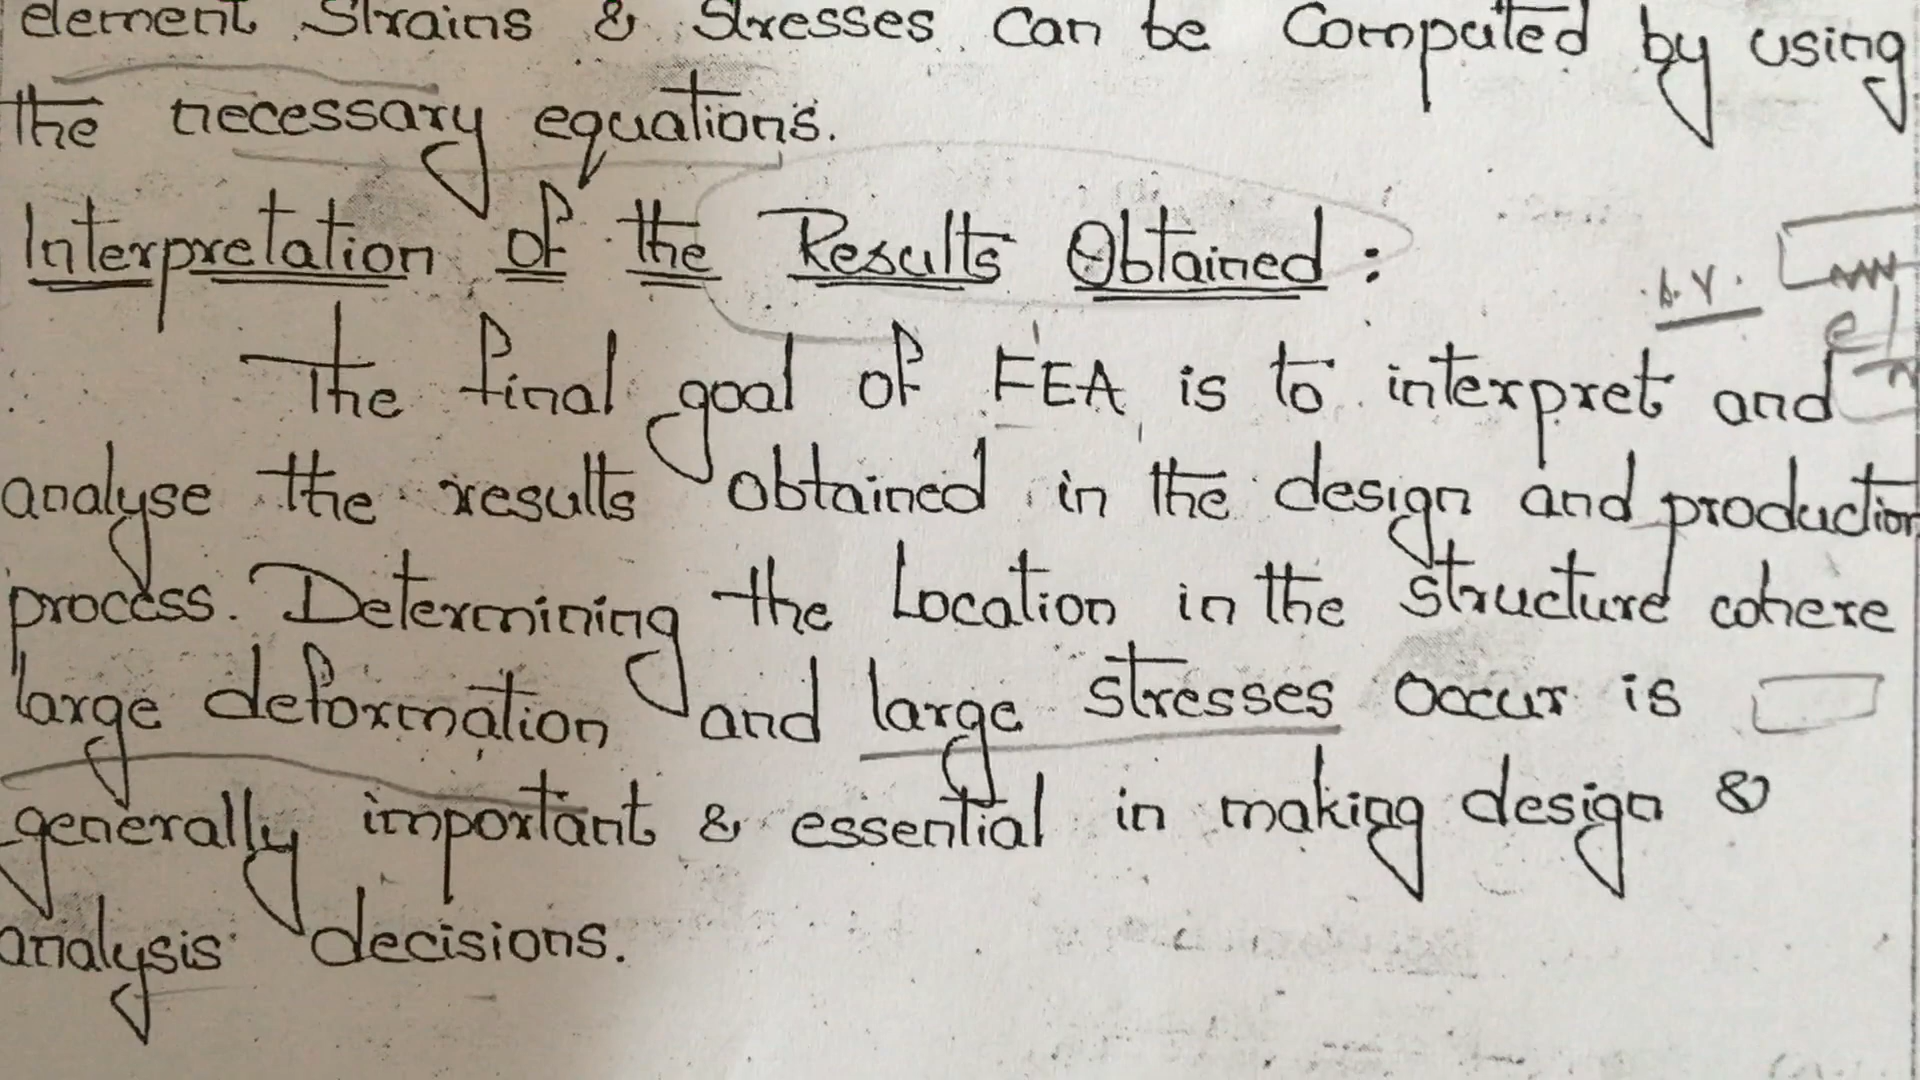 element Strains & Stresses can be Computed by using
the necessary equations.
Interpretation of the Results Obtained :
The final goal of FEA is to interpret and
analyse the results obtained in the design and production
process. Determining the Location in the structure where
large deformation and large stresses occur is
generally important & essential in making design &
analysis decisions.